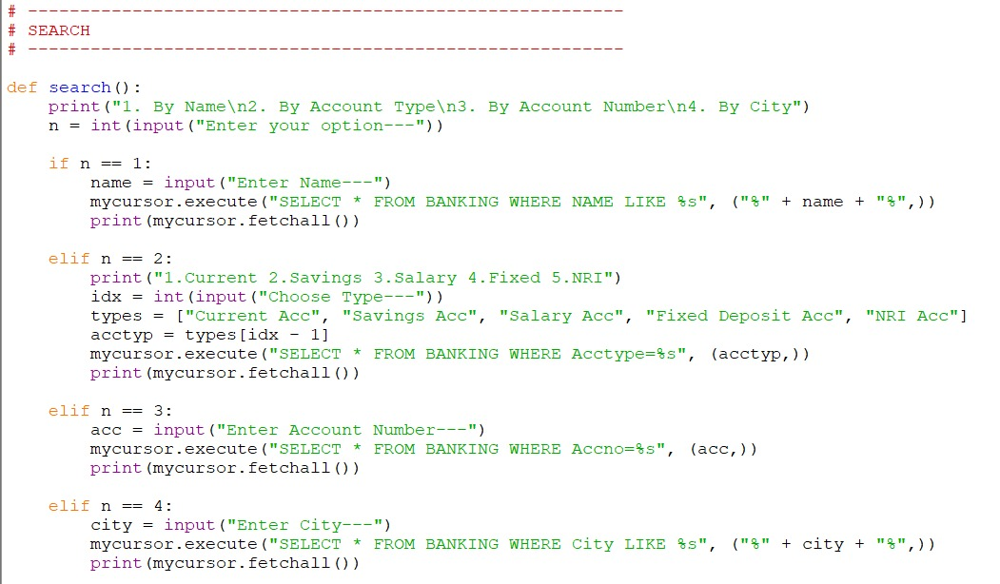 # ---------------------------------------------------------
# SEARCH
# ---------------------------------------------------------
def search():
    print("1. By Name\n2. By Account Type\n3. By Account Number\n4. By City")
    n = int(input("Enter your option---"))
    if n == 1:
        name = input("Enter Name---")
        mycursor.execute("SELECT * FROM BANKING WHERE NAME LIKE %s", ("%" + name + "%",))
        print(mycursor.fetchall())
    elif n == 2:
        print("1.Current 2.Savings 3.Salary 4.Fixed 5.NRI")
        idx = int(input("Choose Type---"))
        types = ["Current Acc", "Savings Acc", "Salary Acc", "Fixed Deposit Acc", "NRI Acc"]
        acctyp = types[idx - 1]
        mycursor.execute("SELECT * FROM BANKING WHERE Acctype=%s", (acctyp,))
        print(mycursor.fetchall())
    elif n == 3:
        acc = input("Enter Account Number---")
        mycursor.execute("SELECT * FROM BANKING WHERE Accno=%s", (acc,))
        print(mycursor.fetchall())
    elif n == 4:
        city = input("Enter City---")
        mycursor.execute("SELECT * FROM BANKING WHERE City LIKE %s", ("%" + city + "%",))
        print(mycursor.fetchall())